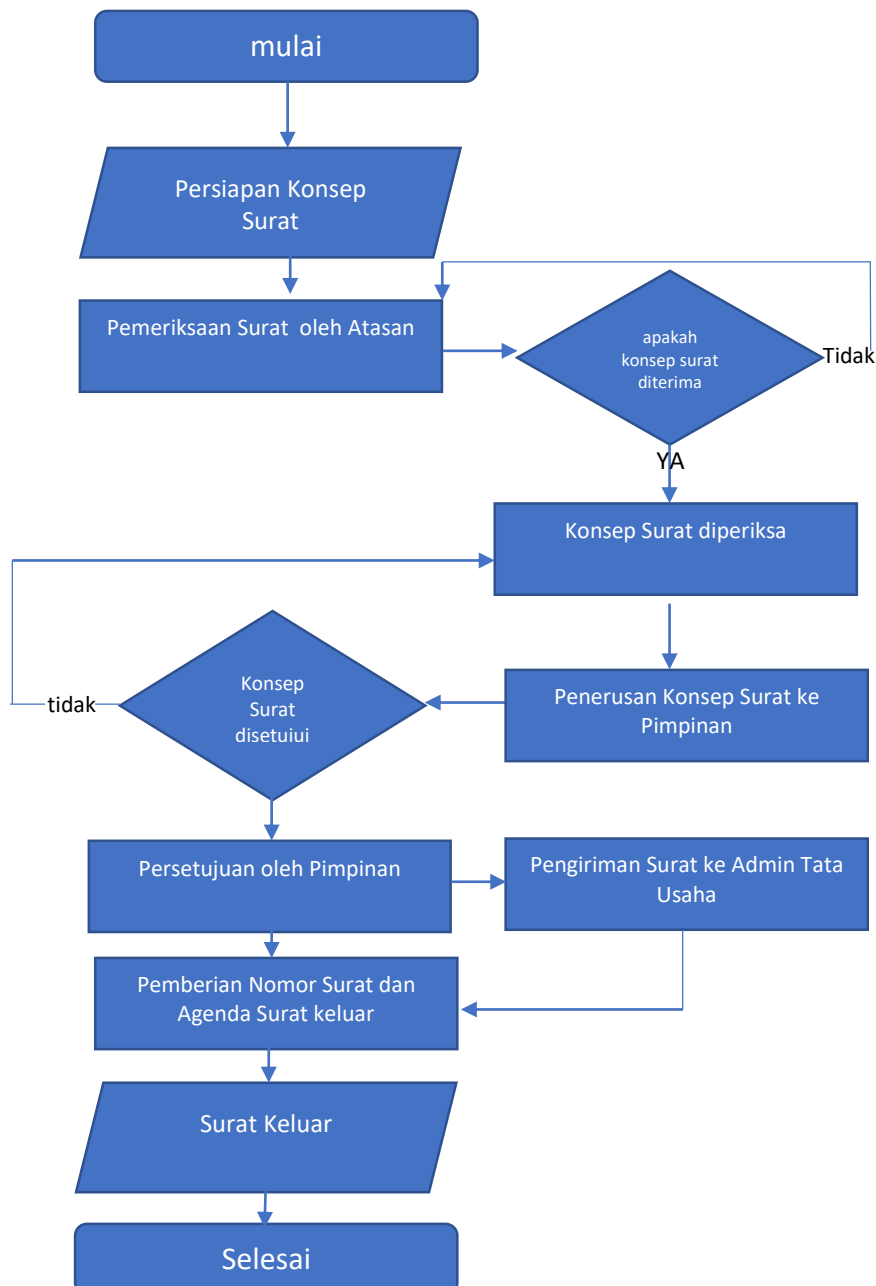 mulai
Persiapan Konsep
Surat
Pemeriksaan Surat oleh Atasan
apakah
konsep surat
diterima
Tidak
YA
Konsep Surat diperiksa
Penerusan Konsep Surat ke
Pimpinan
Konsep
Surat
disetuiui
tidak
Persetujuan oleh Pimpinan
Pengiriman Surat ke Admin Tata
Usaha
Pemberian Nomor Surat dan
Agenda Surat keluar
Surat Keluar
Selesai